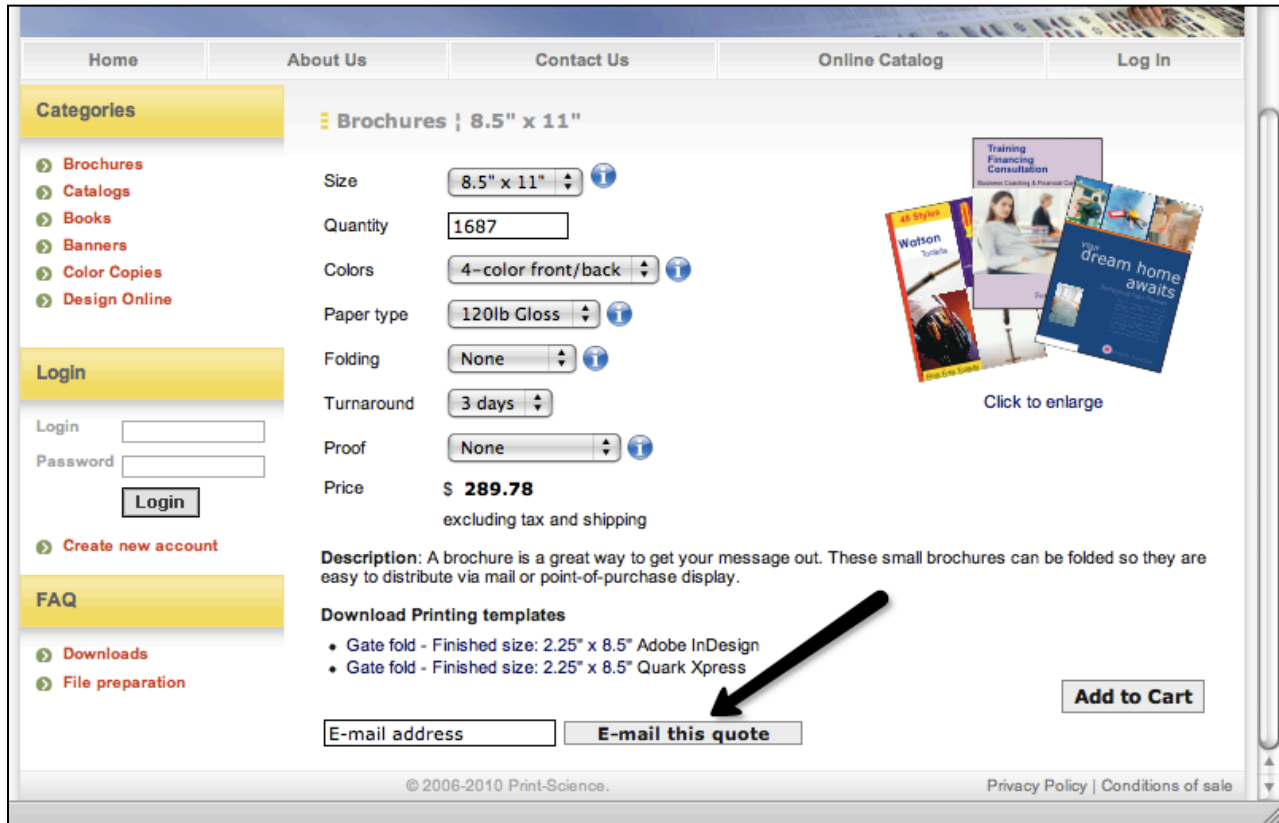 Home About Us Contact Us Online Catalog Log In
Categories
Brochures
Catalogs
Books
Banners
Color Copies
Design Online
Login
Login
Password
Login
Create new account
FAQ
Downloads
File preparation
Brochures ¦ 8.5" x 11"
Size 8.5" x 11"
Quantity 1687
Colors 4-color front/back
Paper type 120lb Gloss
Folding None
Turnaround 3 days
Proof None
Price $ 289.78
excluding tax and shipping
Training
Financing
Consultation
46 Styles
Watson
your
dream home
awaits
Click to enlarge
Description: A brochure is a great way to get your message out. These small brochures can be folded so they are
easy to distribute via mail or point-of-purchase display.
Download Printing templates
Gate fold - Finished size: 2.25" x 8.5" Adobe InDesign
Gate fold - Finished size: 2.25" x 8.5" Quark Xpress
Add to Cart
E-mail address E-mail this quote
© 2006-2010 Print-Science. Privacy Policy | Conditions of sale